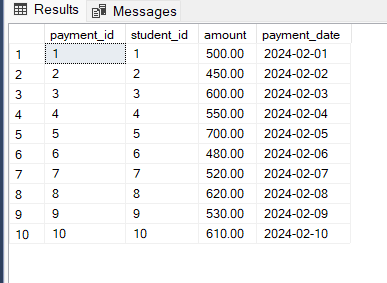 Results Messages
payment_id student_id amount payment_date
1 1 1 500.00 2024-02-01
2 2 2 450.00 2024-02-02
3 3 3 600.00 2024-02-03
4 4 4 550.00 2024-02-04
5 5 5 700.00 2024-02-05
6 6 6 480.00 2024-02-06
7 7 7 520.00 2024-02-07
8 8 8 620.00 2024-02-08
9 9 9 530.00 2024-02-09
10 10 10 610.00 2024-02-10